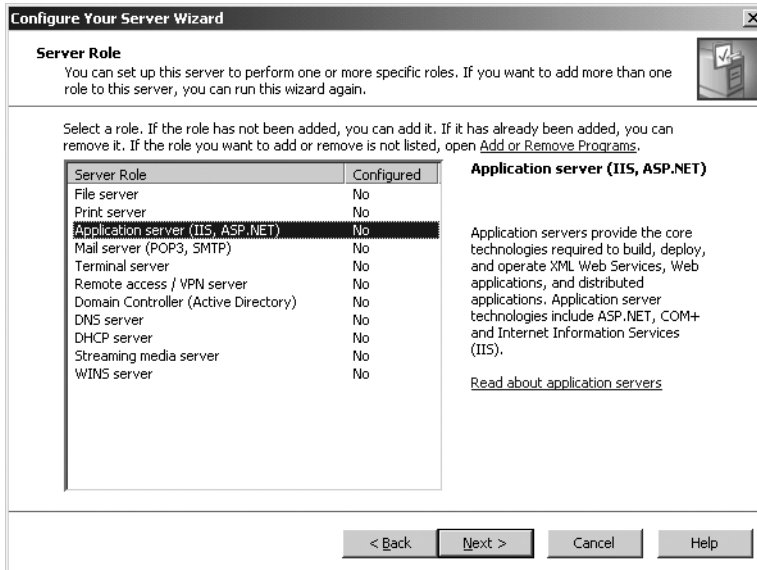 Configure Your Server Wizard
Server Role
You can set up this server to perform one or more specific roles. If you want to add more than one
role to this server, you can run this wizard again.
Select a role. If the role has not been added, you can add it. If it has already been added, you can
remove it. If the role you want to add or remove is not listed, open Add or Remove Programs.
Server Role Configured
File server No
Print server No
Application server (IIS, ASP.NET) No
Mail server (POP3, SMTP) No
Terminal server No
Remote access / VPN server No
Domain Controller (Active Directory) No
DNS server No
DHCP server No
Streaming media server No
WINS server No
Application server (IIS, ASP.NET)
Application servers provide the core
technologies required to build, deploy,
and operate XML Web Services, Web
applications, and distributed
applications. Application server
technologies include ASP.NET, COM+
and Internet Information Services
(IIS).
Read about application servers
< Back Next > Cancel Help